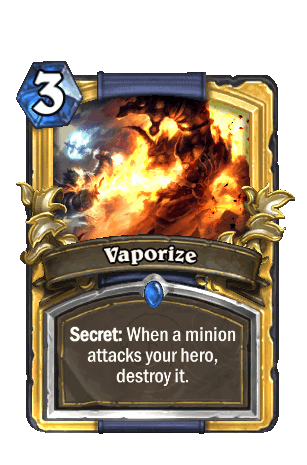 3
Vaporize
Secret: When a minion
attacks your hero,
destroy it.